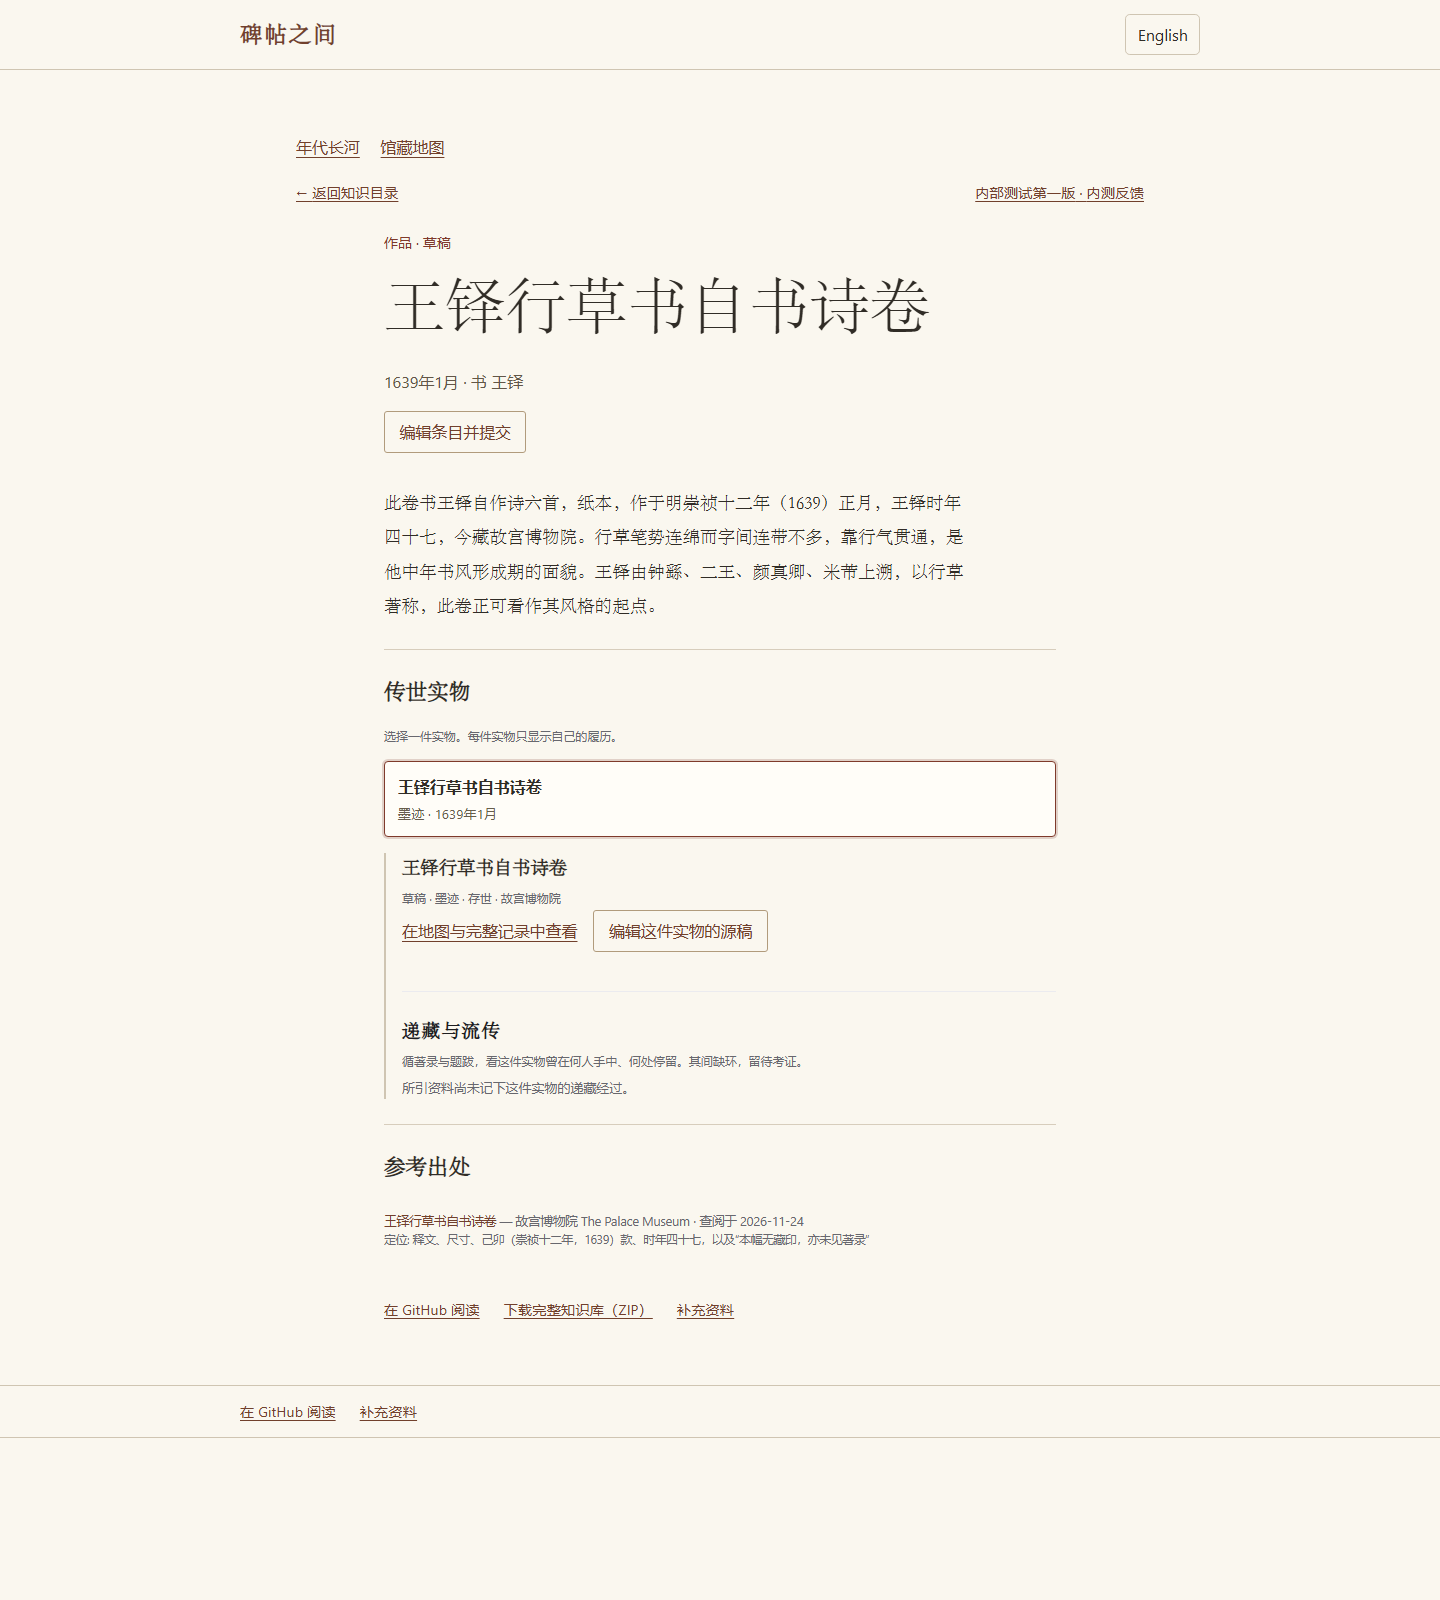 碑帖之间
English
年代长河 馆藏地图
← 返回知识目录 内部测试第一版 · 内测反馈
作品 · 草稿
王铎行草书自书诗卷
1639年1月 · 书 王铎
编辑条目并提交
此卷书王铎自作诗六首，纸本，作于明崇祯十二年（1639）正月，王铎时年
四十七，今藏故宫博物院。行草笔势连绵而字间连带不多，靠行气贯通，是
他中年书风形成期的面貌。王铎由钟繇、二王、颜真卿、米芾上溯，以行草
著称，此卷正可看作其风格的起点。
传世实物
选择一件实物。每件实物只显示自己的履历。
王铎行草书自书诗卷
墨迹 · 1639年1月
王铎行草书自书诗卷
草稿 · 墨迹 · 存世 · 故宫博物院
在地图与完整记录中查看 编辑这件实物的源稿
递藏与流传
循著录与题跋，看这件实物曾在何人手中、何处停留。其间缺环，留待考证。
所引资料尚未记下这件实物的递藏经过。
参考出处
王铎行草书自书诗卷 — 故宫博物院 The Palace Museum · 查阅于 2026-11-24
定位: 释文、尺寸、己卯（崇祯十二年，1639）款、时年四十七，以及“本幅无藏印，亦未见著录”
在 GitHub 阅读 下载完整知识库（ZIP） 补充资料
在 GitHub 阅读 补充资料